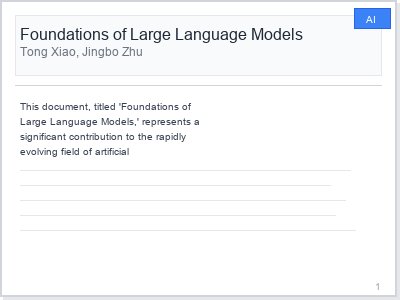 AI
Foundations of Large Language Models
Tong Xiao, Jingbo Zhu
This document, titled 'Foundations of
Large Language Models,' represents a
significant contribution to the rapidly
evolving field of artificial
1